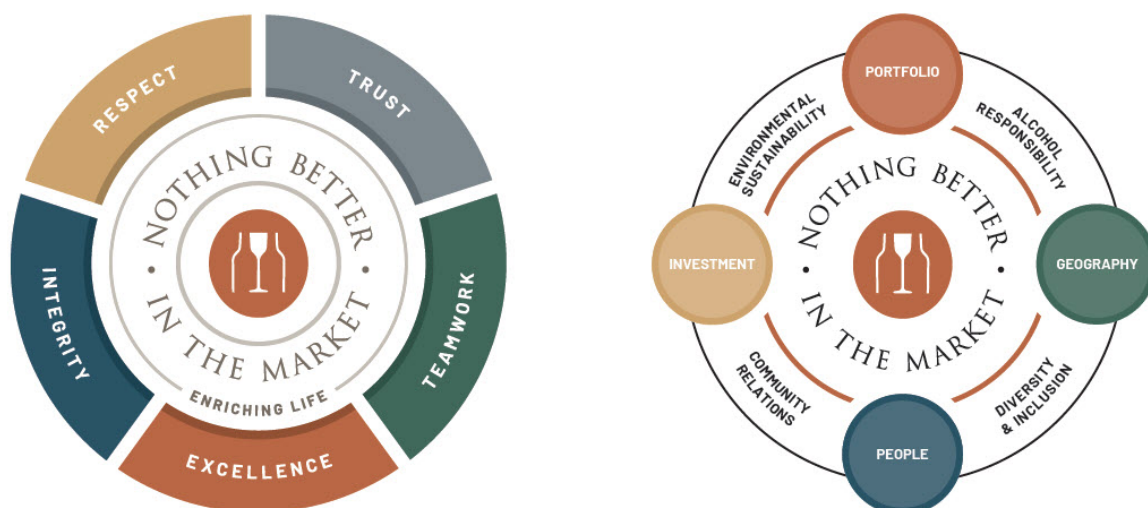 RESPECT
TRUST
INTEGRITY
TEAMWORK
EXCELLENCE
NOTHING BETTER
IN THE MARKET
ENRICHING LIFE
PORTFOLIO
ENVIRONMENTAL
SUSTAINABILITY
ALCOHOL
RESPONSIBILITY
INVESTMENT
NOTHING BETTER
IN THE MARKET
GEOGRAPHY
COMMUNITY
RELATIONS
DIVERSITY
& INCLUSION
PEOPLE